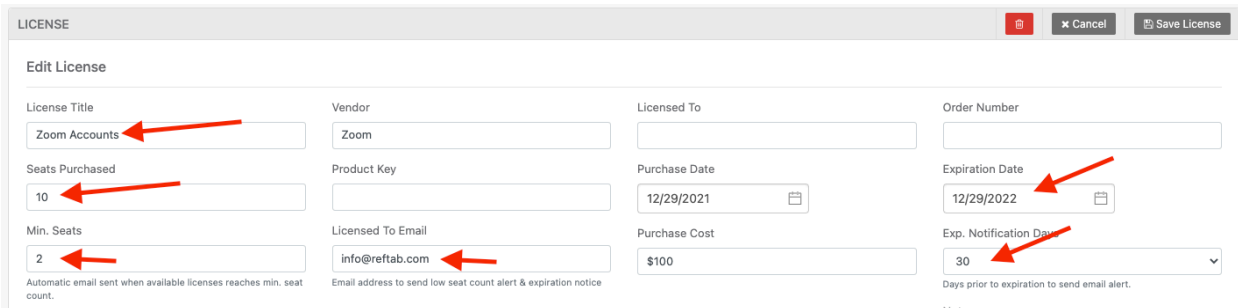 LICENSE
Cancel
Save License
Edit License
License Title
Vendor
Licensed To
Order Number
Zoom Accounts
Zoom
Seats Purchased
Product Key
Purchase Date
Expiration Date
10
12/29/2021
12/29/2022
Min. Seats
Licensed To Email
Purchase Cost
Exp. Notification Days
2
info@reftab.com
$100
30
Automatic email sent when available licenses reaches min. seat
count.
Email address to send low seat count alert & expiration notice
Days prior to expiration to send email alert.